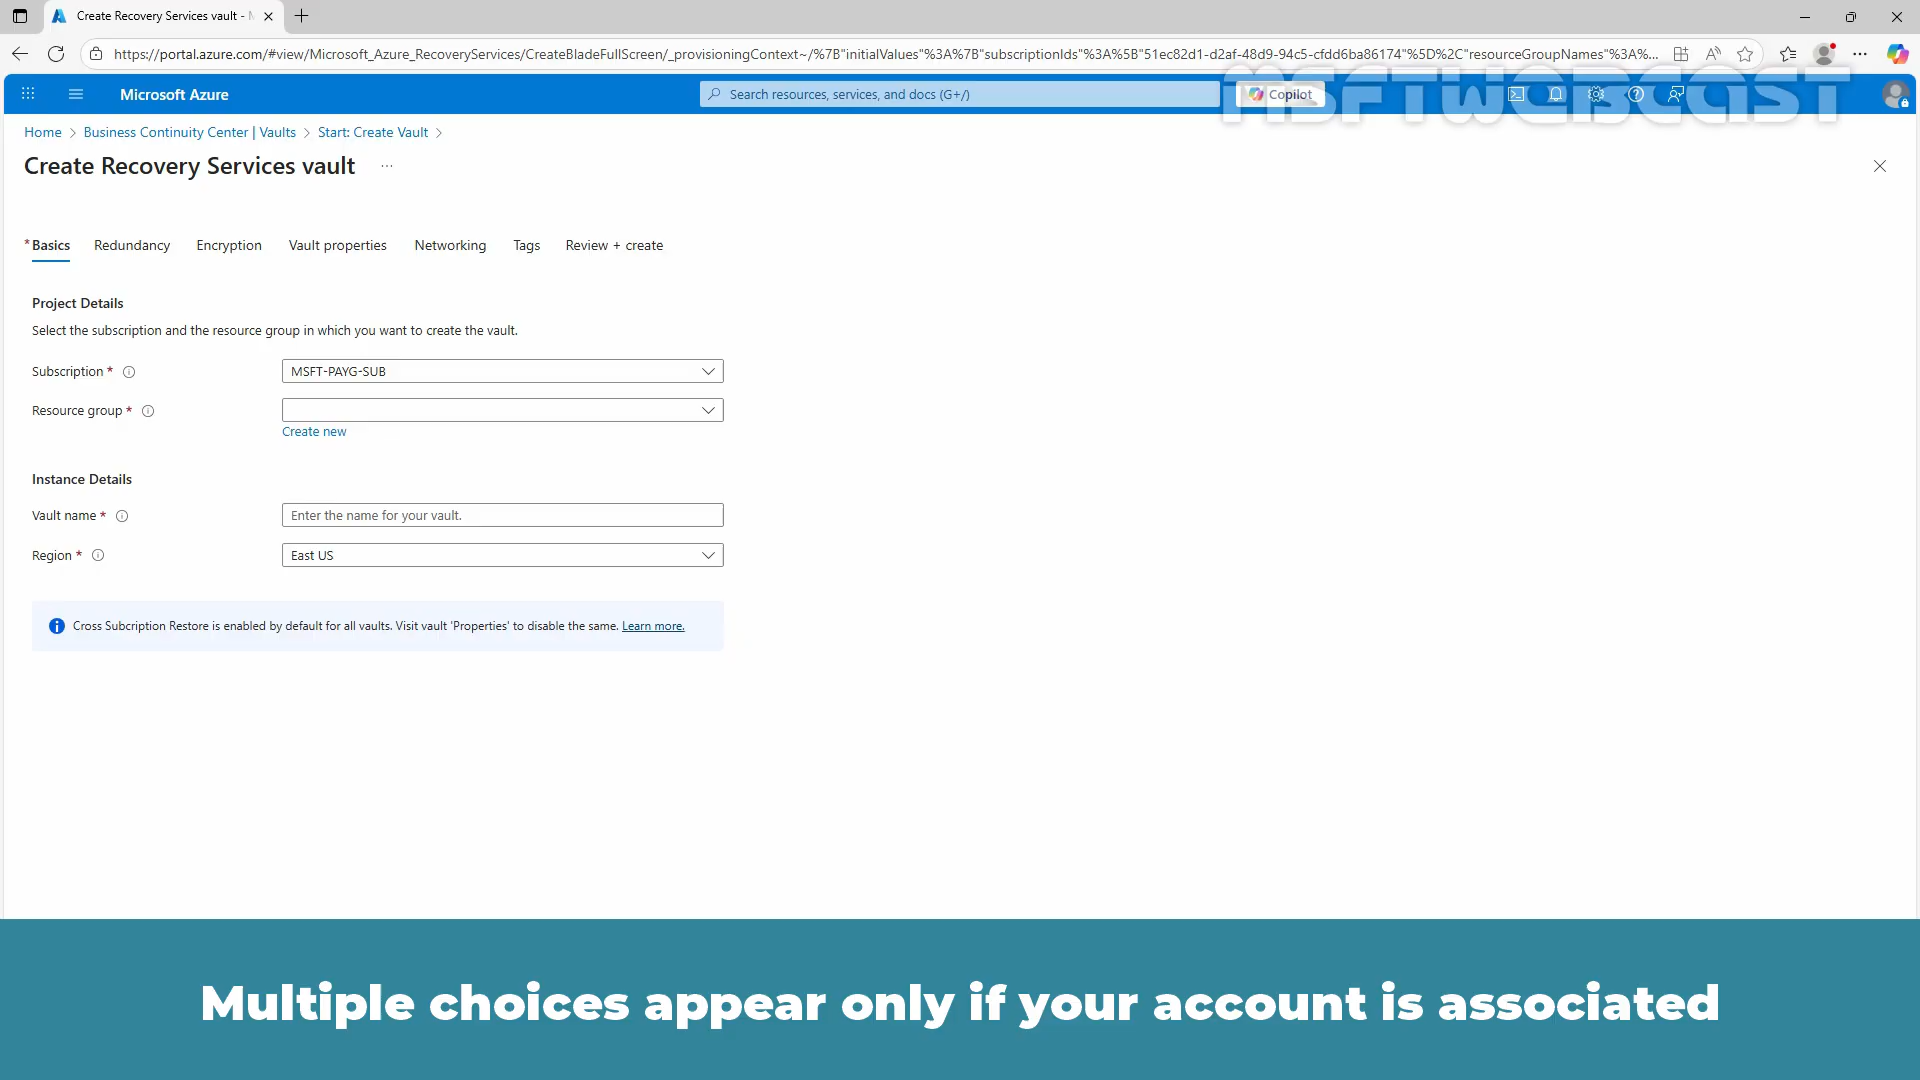 Create Recovery Services vault - M
https://portal.azure.com/#view/Microsoft_Azure_RecoveryServices/CreateBladeFullScreen/_provisioningContext~/%7B"initialValues"%3A%7B"subscriptionIds"%3A%5B"51ec82d1-d2af-48d9-94c5-cfdd6ba86174"%5D%2C"resourceGroupNames"%3A%...
Microsoft Azure
Search resources, services, and docs (G+/)
Copilot
MSFTWEBCAST
Home > Business Continuity Center | Vaults > Start: Create Vault >
Create Recovery Services vault ...
* Basics Redundancy Encryption Vault properties Networking Tags Review + create
Project Details
Select the subscription and the resource group in which you want to create the vault.
Subscription *
MSFT-PAYG-SUB
Resource group *
Create new
Instance Details
Vault name *
Enter the name for your vault.
Region *
East US
Cross Subcription Restore is enabled by default for all vaults. Visit vault 'Properties' to disable the same. Learn more.
Multiple choices appear only if your account is associated